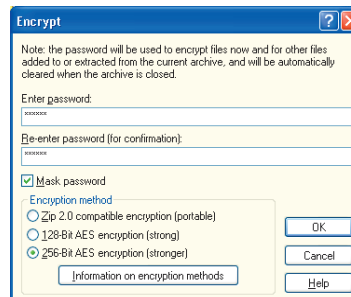 Encrypt
Note: the password will be used to encrypt files now and for other files
added to or extracted from the current archive, and will be automatically
cleared when the archive is closed.
Enter password:
××××××
Re-enter password (for confirmation):
××××××
Mask password
Encryption method
Zip 2.0 compatible encryption (portable)
128-Bit AES encryption (strong)
256-Bit AES encryption (stronger)
Information on encryption methods
OK
Cancel
Help